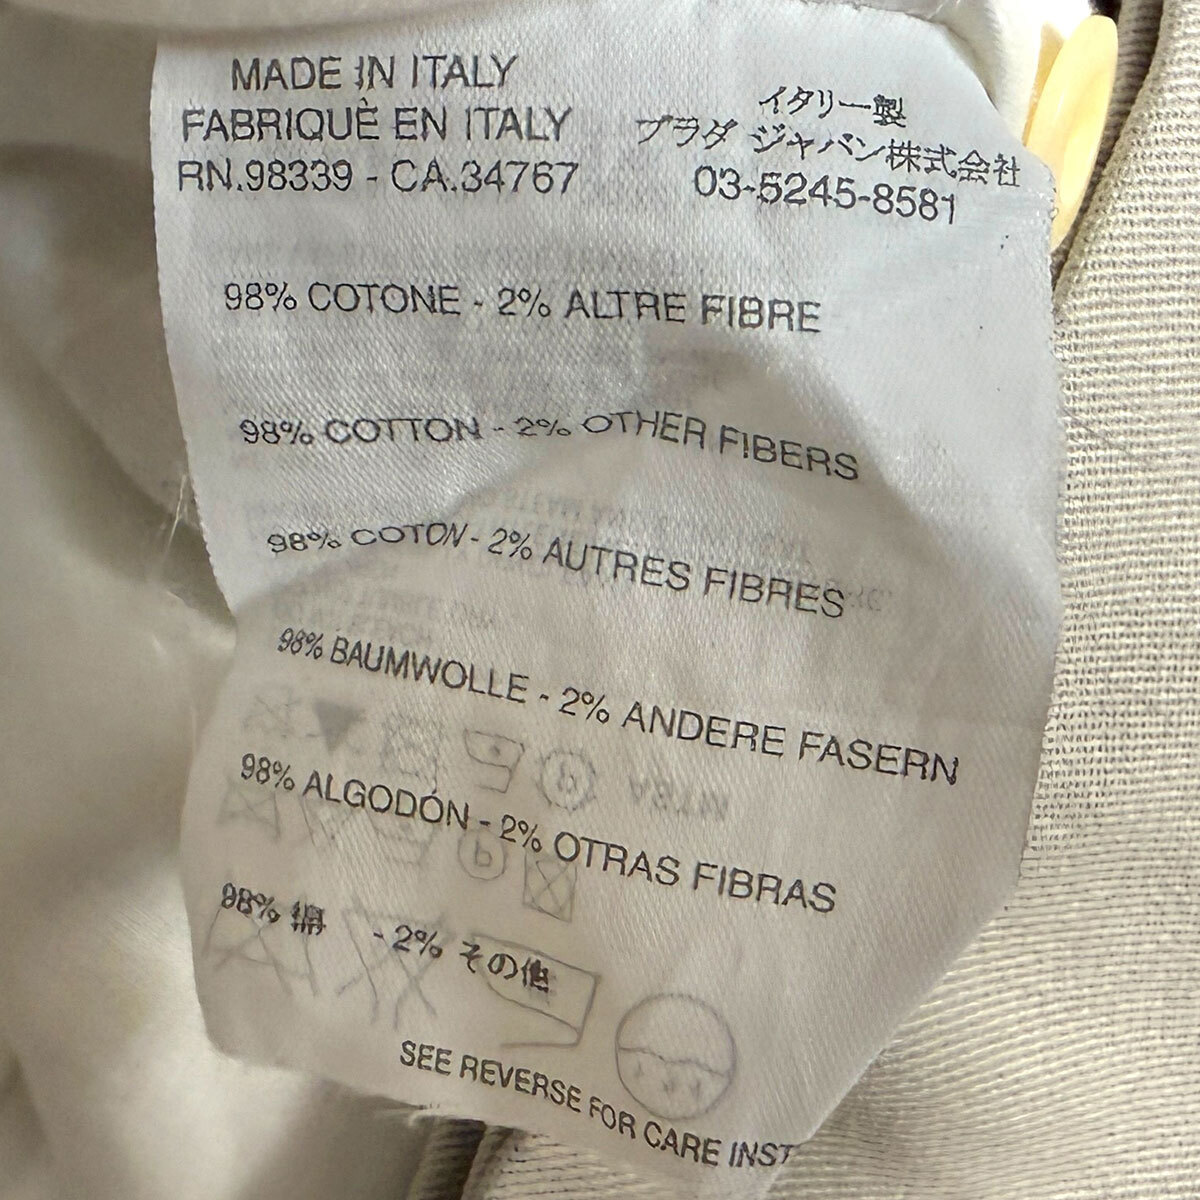 MADE IN ITALY
FABRIQUÈ EN ITALY
RN.98339 - CA.34767
イタリー製
プラダ ジャパン株式会社
03-5245-8581
98% COTONE - 2% ALTRE FIBRE
98% COTTON - 2% OTHER FIBERS
98% COTON - 2% AUTRES FIBRES
98% BAUMWOLLE - 2% ANDERE FASERN
98% ALGODÓN - 2% OTRAS FIBRAS
98% 綿 - 2% その他
SEE REVERSE FOR CARE INST